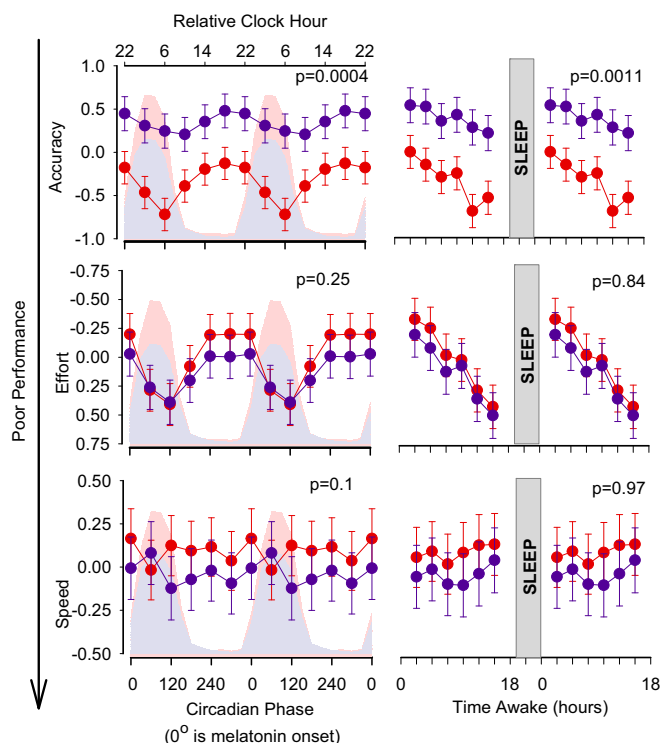 Relative Clock Hour
22 6 14 22 6 14 22
Poor Performance
Accuracy
1.0
0.5
0.0
-0.5
-1.0
p=0.0004
SLEEP
p=0.0011
Effort
-0.75
-0.25
0.00
0.25
0.50
0.75
p=0.25
SLEEP
p=0.84
Speed
0.50
0.25
0.00
-0.25
-0.50
p=0.1
SLEEP
p=0.97
0 120 240 0 120 240 0
0 18 0 18
Circadian Phase
(0° is melatonin onset)
Time Awake (hours)